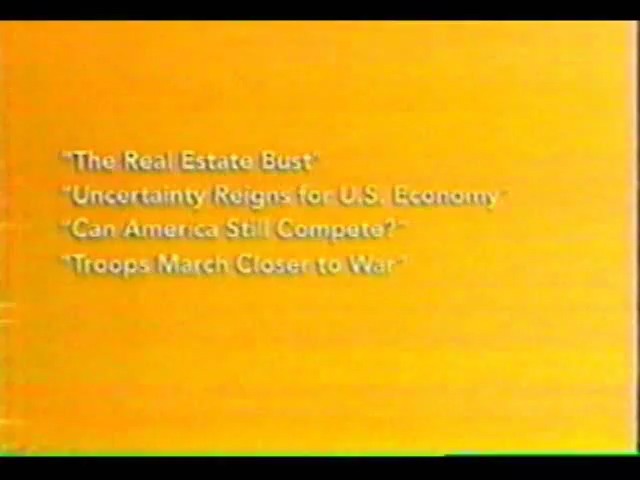 "The Real Estate Bust"
"Uncertainty Reigns for U.S. Economy"
"Can America Still Compete?"
"Troops March Closer to War"